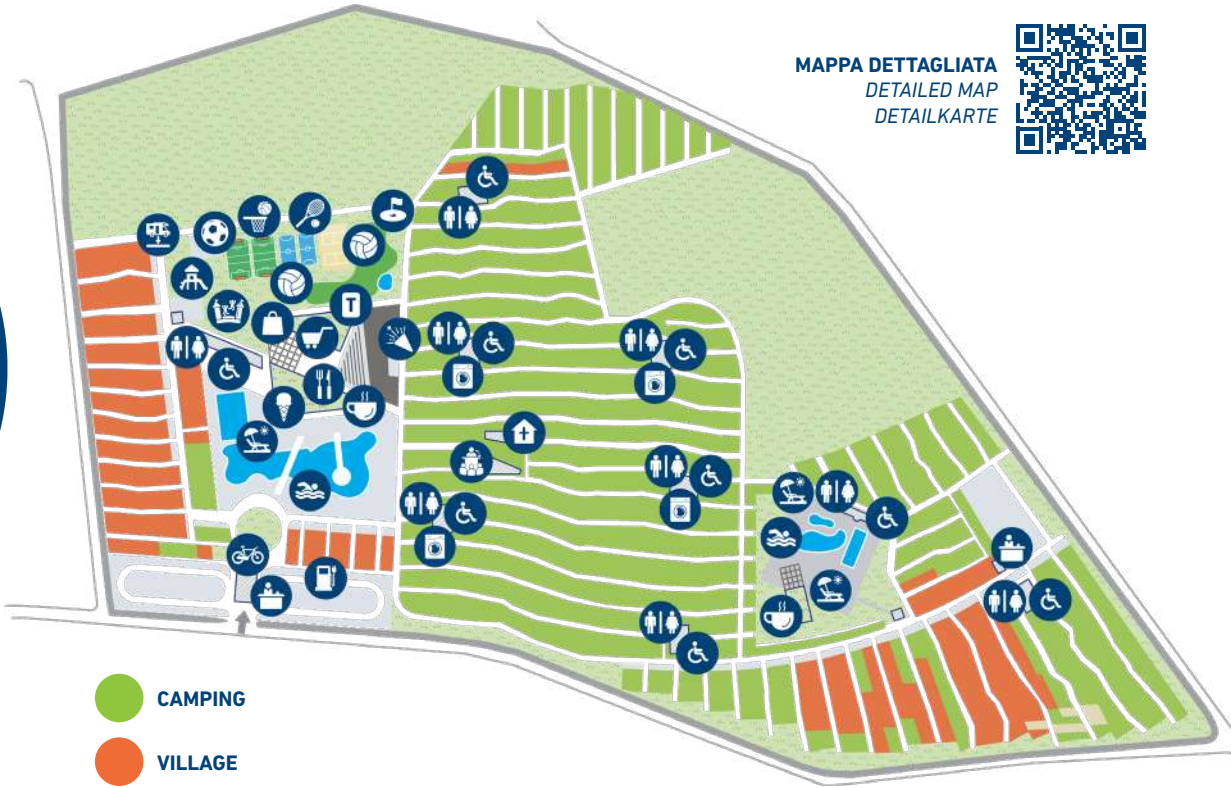 MAPPA DETTAGLIATA
DETAILED MAP
DETAILKARTE
T
CAMPING
VILLAGE